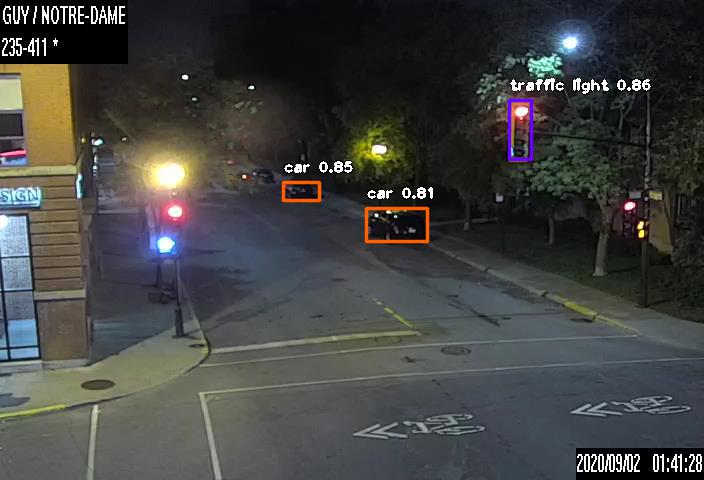 GUY / NOTRE-DAME
235-411 *
traffic light 0.86
car 0.85
car 0.81
SIGN
2020/09/02 01:41:28